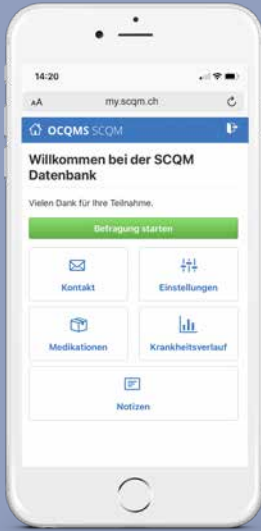 14:20
AA my.scqm.ch
OCQMS SCQM
Willkommen bei der SCQM
Datenbank
Vielen Dank für Ihre Teilnahme.
Befragung starten
Kontakt Einstellungen
Medikationen Krankheitsverlauf
Notizen